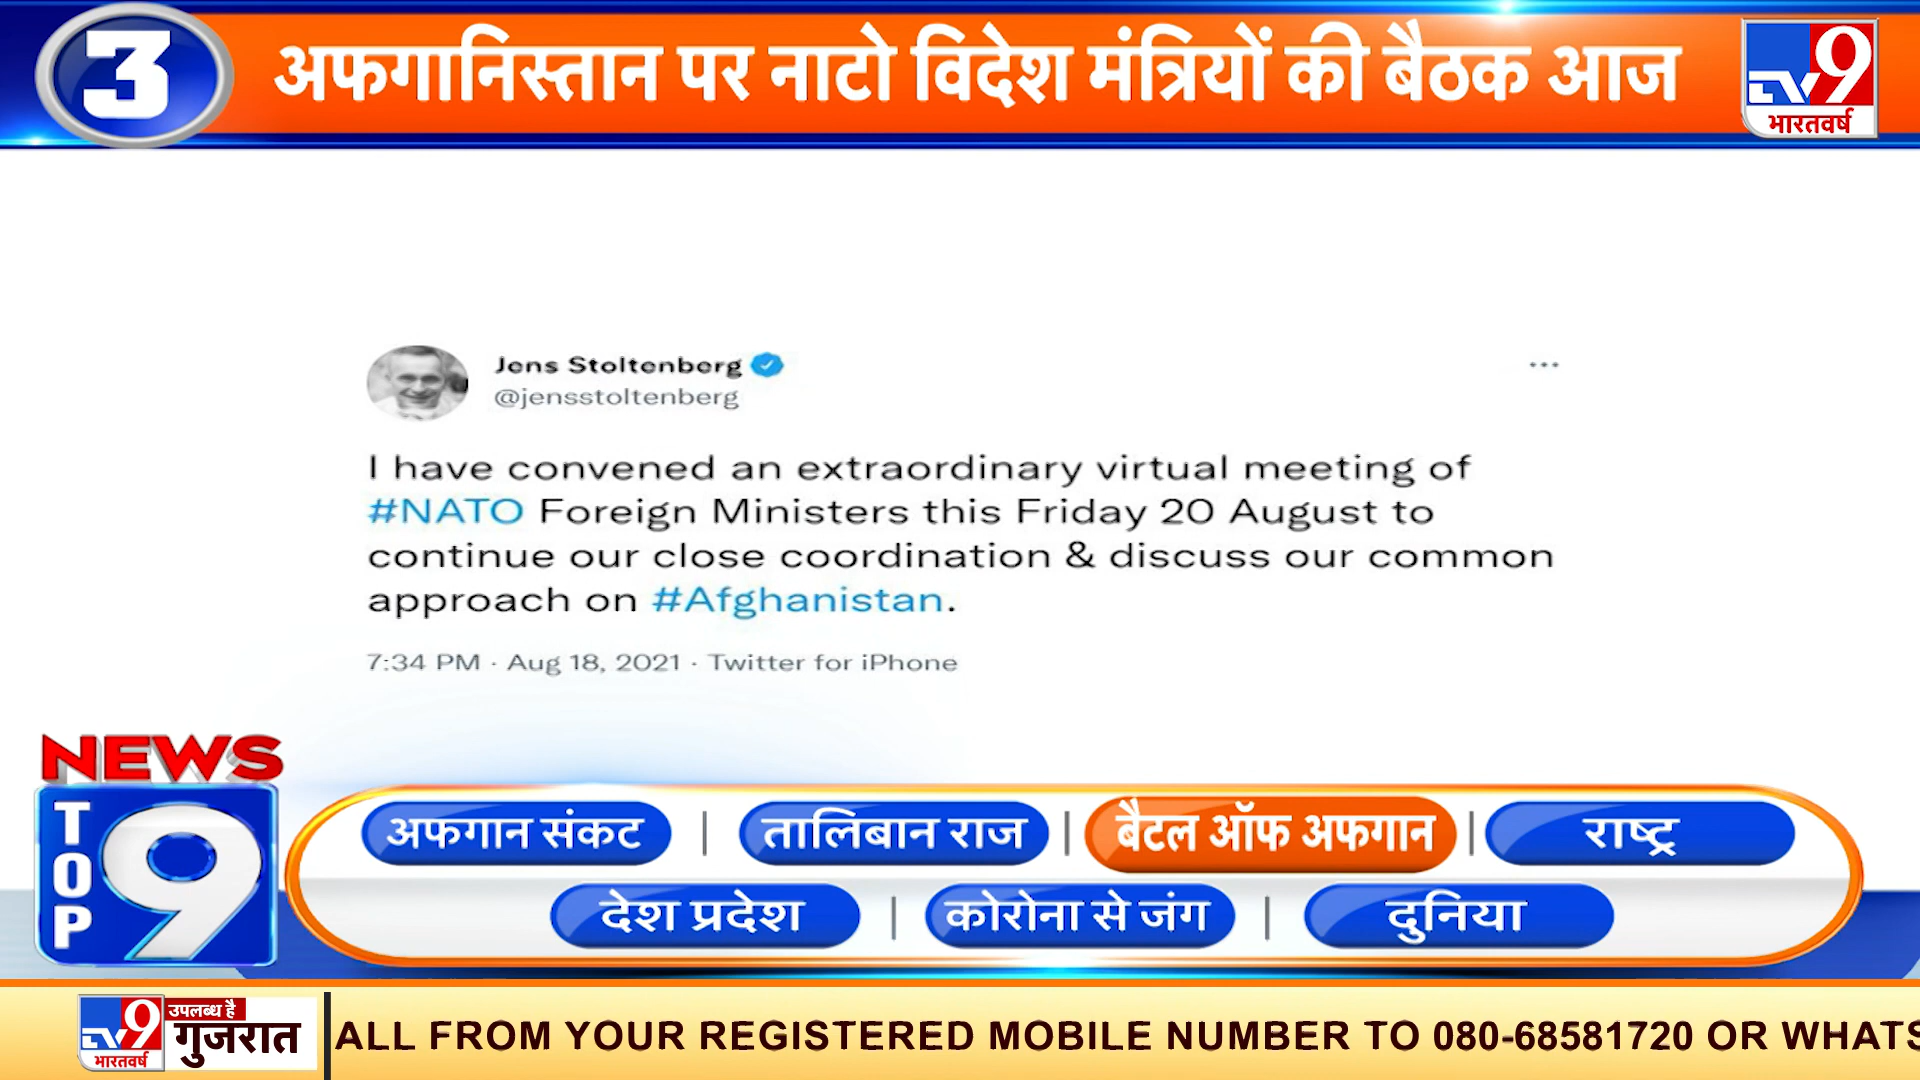 3
अफगानिस्तान पर नाटो विदेश मंत्रियों की बैठक आज
TV9
भारतवर्ष
Jens Stoltenberg
@jensstoltenberg
I have convened an extraordinary virtual meeting of
#NATO Foreign Ministers this Friday 20 August to
continue our close coordination & discuss our common
approach on #Afghanistan.
7:34 PM · Aug 18, 2021 · Twitter for iPhone
NEWS
TOP 9
अफगान संकट | तालिबान राज | बैटल ऑफ अफगान | राष्ट्र
देश प्रदेश | कोरोना से जंग | दुनिया
TV9
भारतवर्ष
उपलब्ध है
गुजरात
ALL FROM YOUR REGISTERED MOBILE NUMBER TO 080-68581720 OR WHATS